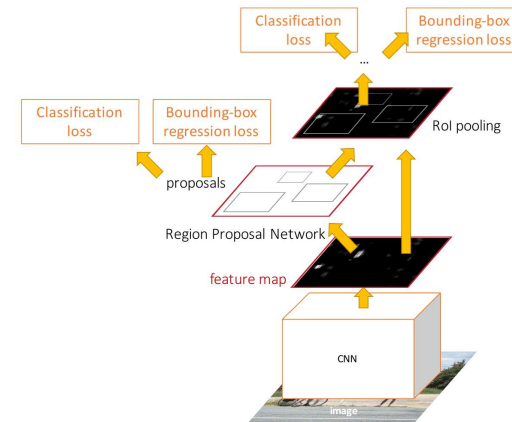 Classification
loss
Bounding-box
regression loss
...
RoI pooling
Classification
loss
Bounding-box
regression loss
proposals
Region Proposal Network
feature map
CNN
image